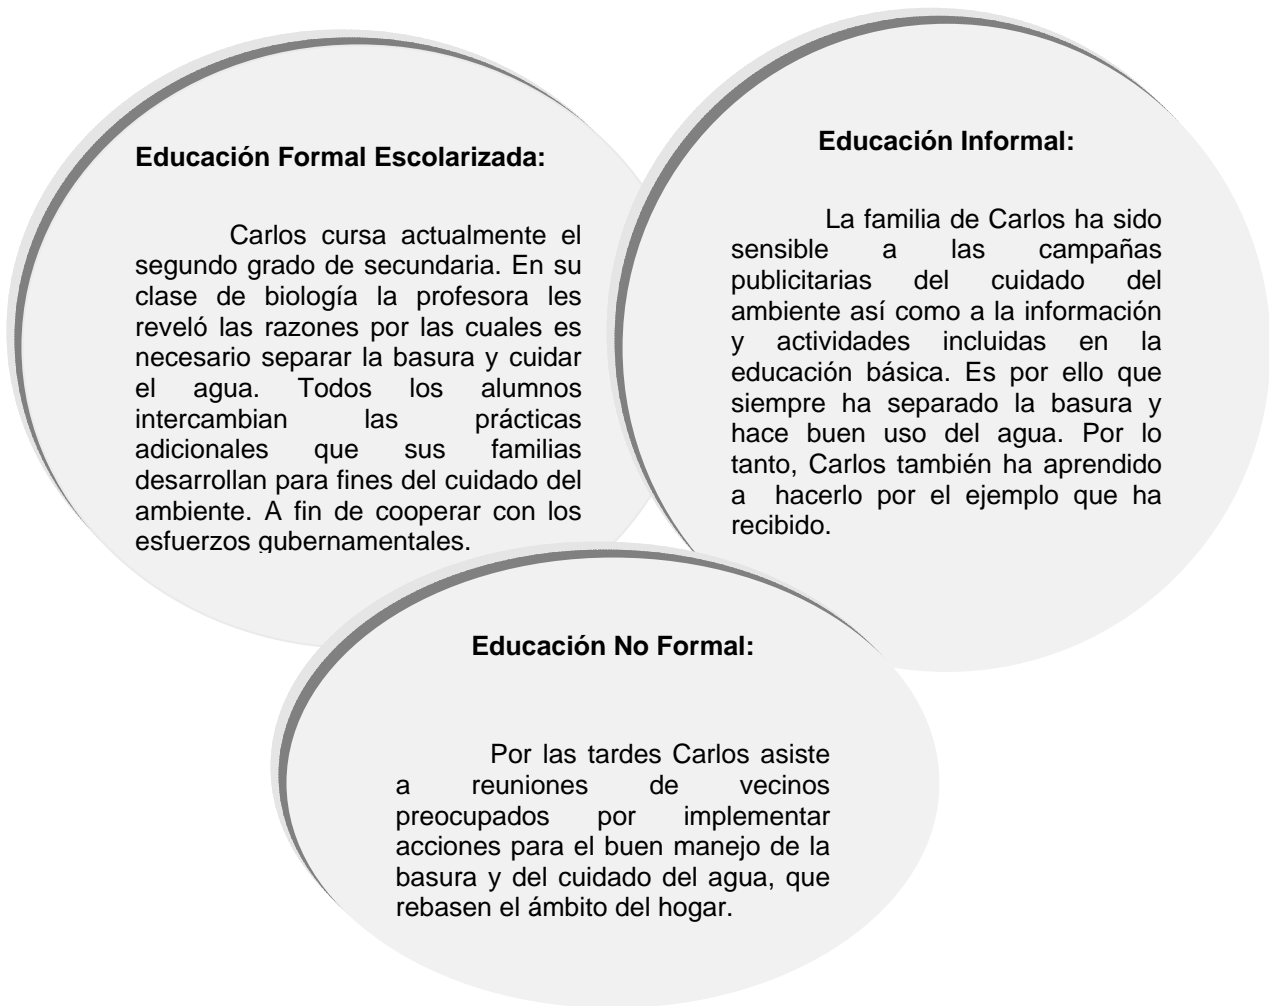 Educación Formal Escolarizada:
Carlos cursa actualmente el
segundo grado de secundaria. En su
clase de biología la profesora les
reveló las razones por las cuales es
necesario separar la basura y cuidar
el agua. Todos los alumnos
intercambian las prácticas
adicionales que sus familias
desarrollan para fines del cuidado del
ambiente. A fin de cooperar con los
esfuerzos gubernamentales.
Educación Informal:
La familia de Carlos ha sido
sensible a las campañas
publicitarias del cuidado del
ambiente así como a la información
y actividades incluidas en la
educación básica. Es por ello que
siempre ha separado la basura y
hace buen uso del agua. Por lo
tanto, Carlos también ha aprendido
a hacerlo por el ejemplo que ha
recibido.
Educación No Formal:
Por las tardes Carlos asiste
a reuniones de vecinos
preocupados por implementar
acciones para el buen manejo de la
basura y del cuidado del agua, que
rebasen el ámbito del hogar.